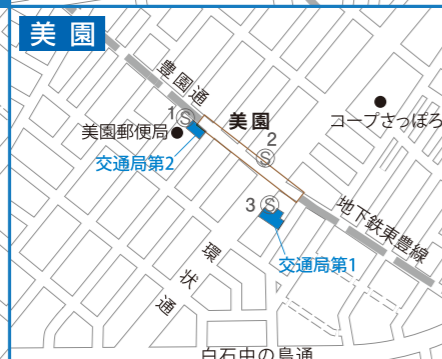 美園
豊園通
1
Ⓢ
美園
2
Ⓢ
コープさっぽろ
美園郵便局
交通局第2
3
Ⓢ
地下鉄東豊線
環状通
交通局第1
白石中の島通